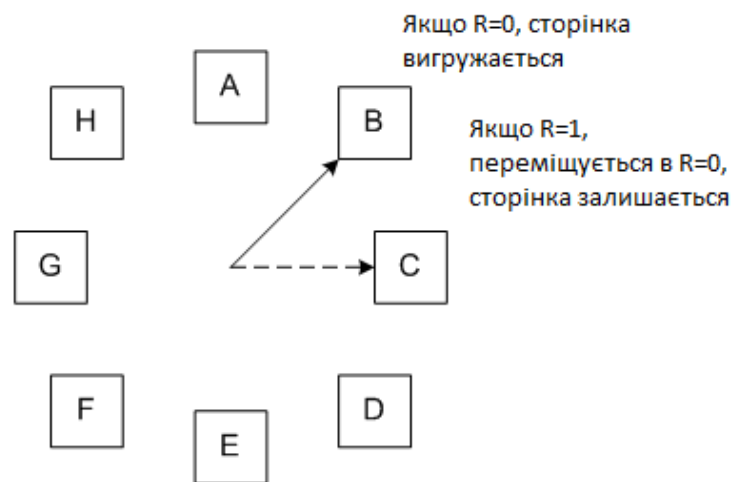 Якщо R=0, сторінка
вигружається
A
H
B
Якщо R=1,
переміщується в R=0,
сторінка залишається
G
C
F
D
E